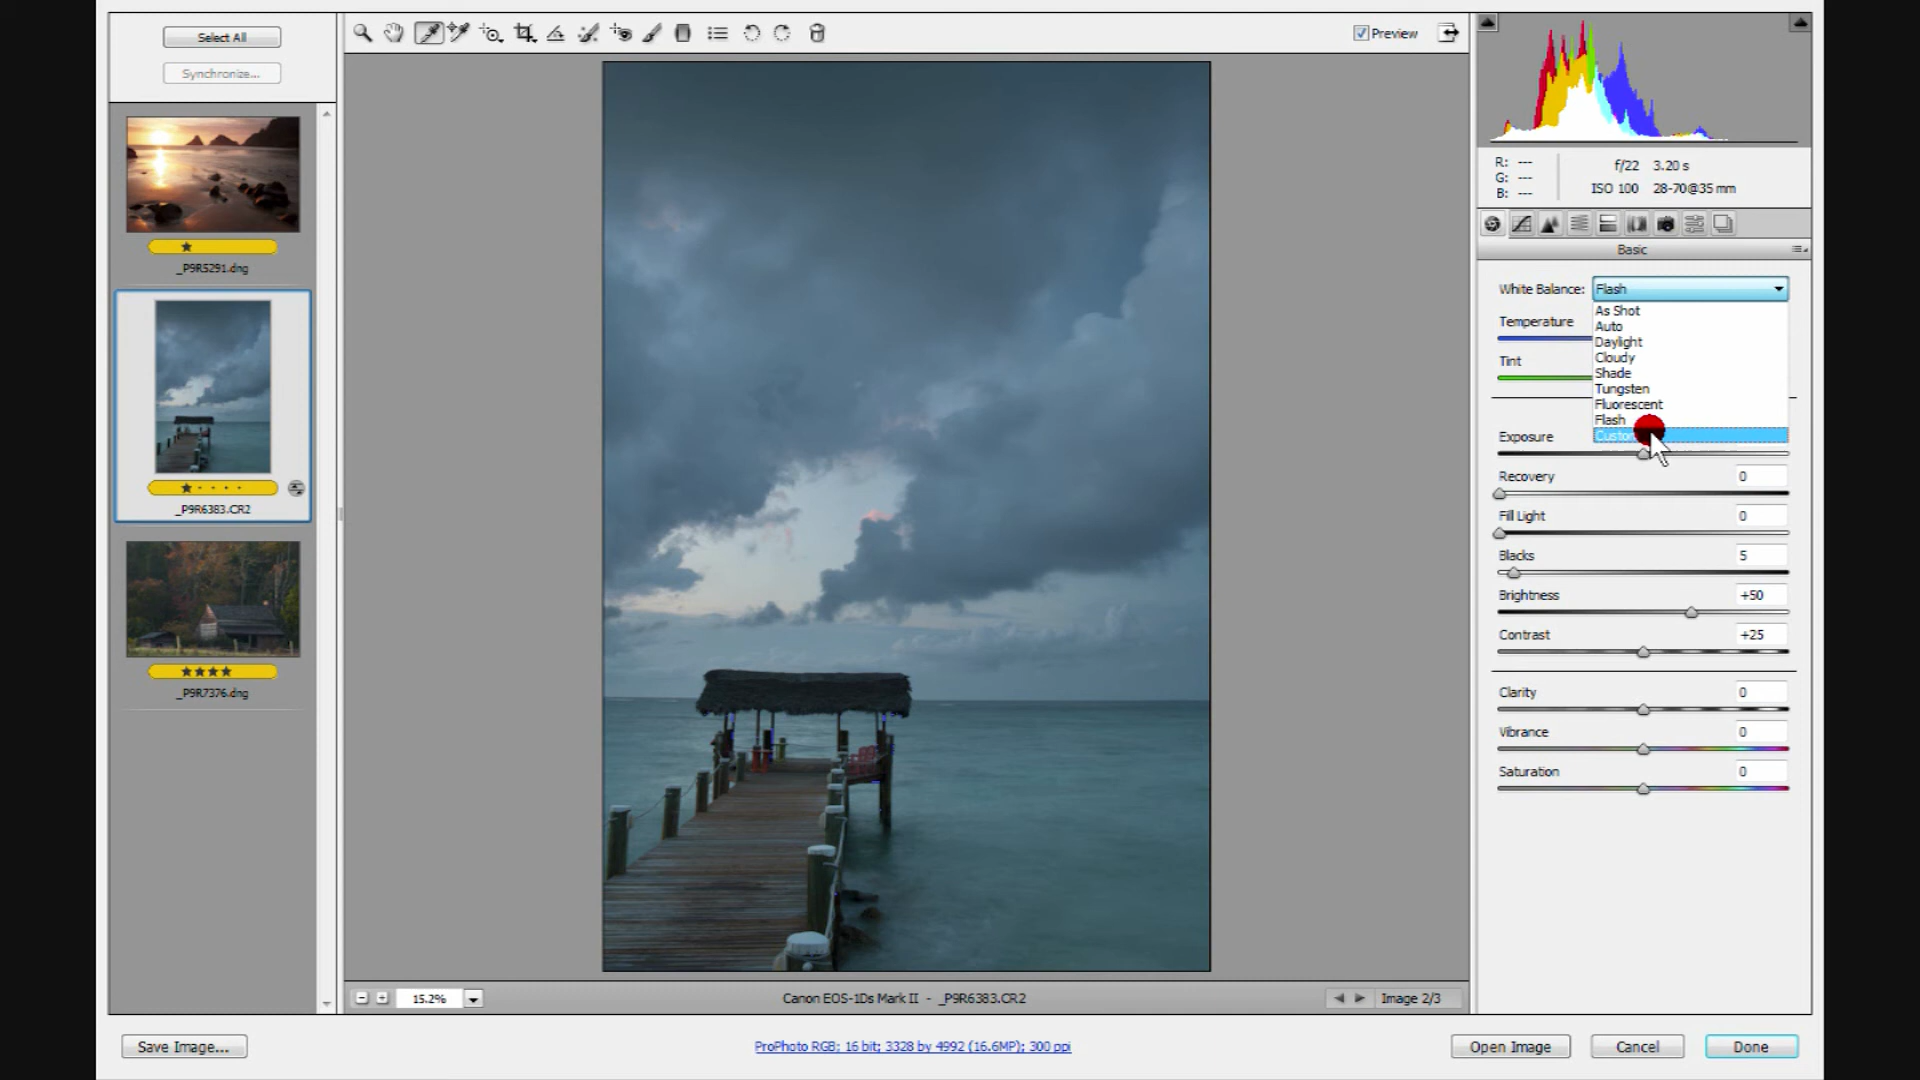 Select All
Synchronize...
_P9R5291.dng
_P9R6383.CR2
_P9R7376.dng
Preview
R: ---
G: ---
B: ---
f/22 3.20 s
ISO 100 28-70@35 mm
Basic
White Balance: Flash
As Shot
Auto
Daylight
Cloudy
Shade
Tungsten
Fluorescent
Flash
Temperature
Tint
Exposure
Recovery 0
Fill Light 0
Blacks 5
Brightness +50
Contrast +25
Clarity 0
Vibrance 0
Saturation 0
15.2%
Canon EOS-1Ds Mark II - _P9R6383.CR2
Image 2/3
Save Image...
ProPhoto RGB; 16 bit; 3328 by 4992 (16.6MP); 300 ppi
Open Image
Cancel
Done